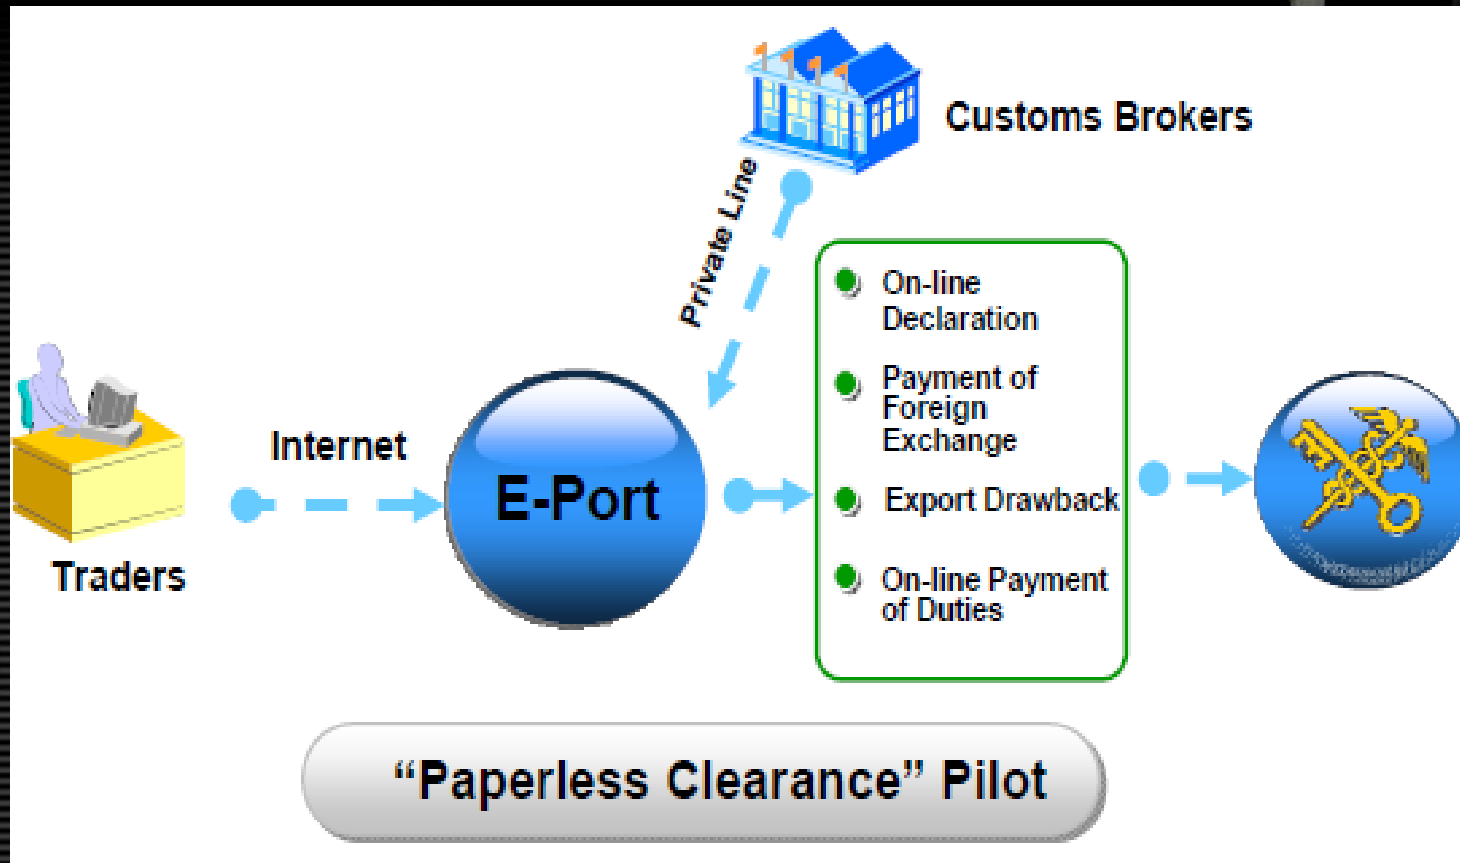 Customs Brokers
Private Line
On-line
Declaration
Payment of
Foreign
Exchange
Export Drawback
On-line Payment
of Duties
Internet
E-Port
Traders
“Paperless Clearance” Pilot